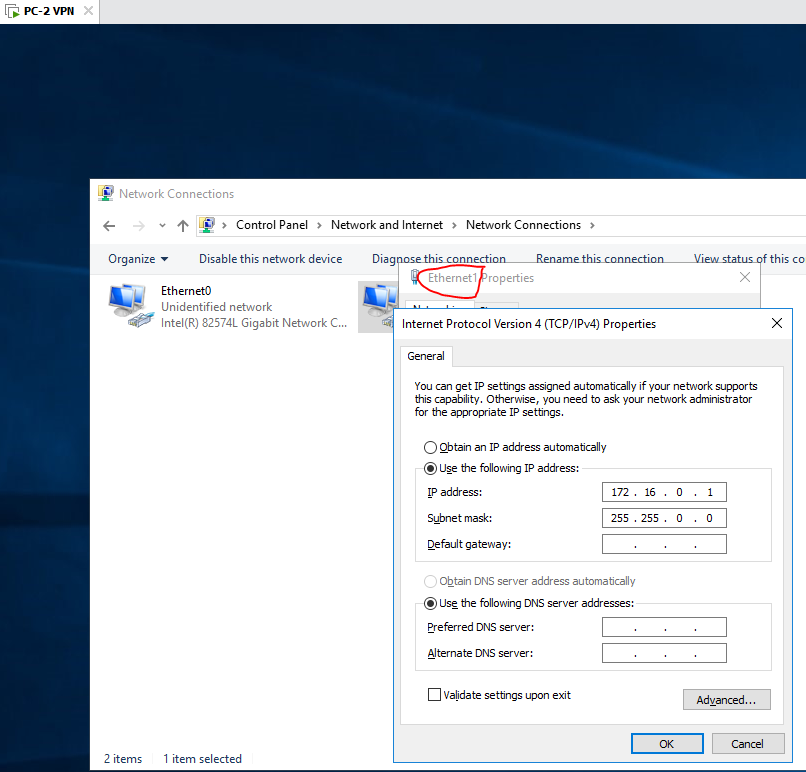 PC-2 VPN
Network Connections
Control Panel
Network and Internet
Network Connections
Organize
Disable this network device
Diagnose this connection
Rename this connection
View status of this co
Ethernet0
Unidentified network
Intel(R) 82574L Gigabit Network C...
Ethernet1 Properties
Internet Protocol Version 4 (TCP/IPv4) Properties
General
You can get IP settings assigned automatically if your network supports
this capability. Otherwise, you need to ask your network administrator
for the appropriate IP settings.
Obtain an IP address automatically
Use the following IP address:
IP address: 172 . 16 . 0 . 1
Subnet mask: 255 . 255 . 0 . 0
Default gateway: . . .
Obtain DNS server address automatically
Use the following DNS server addresses:
Preferred DNS server: . . .
Alternate DNS server: . . .
Validate settings upon exit
Advanced...
OK
Cancel
2 items
1 item selected